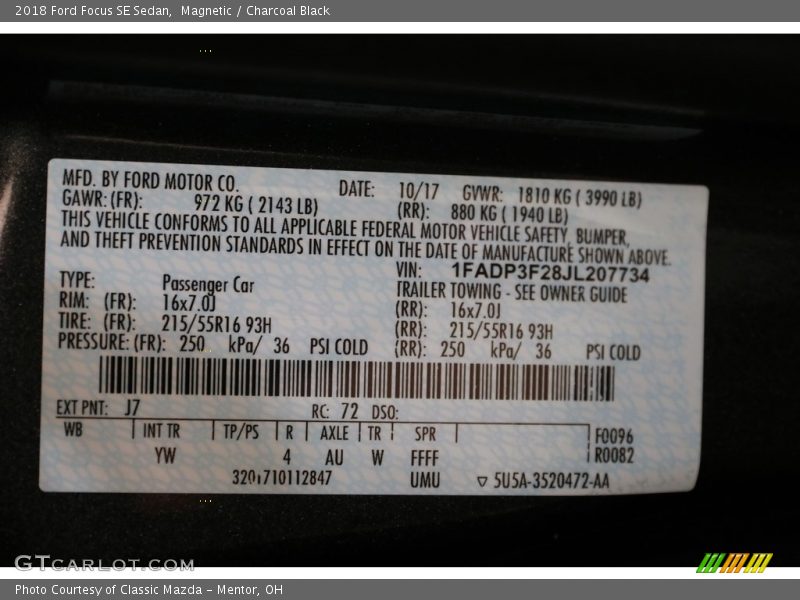 2018 Ford Focus SE Sedan, Magnetic / Charcoal Black
MFD. BY FORD MOTOR CO. DATE: 10/17 GVWR: 1810 KG ( 3990 LB)
GAWR: (FR): 972 KG ( 2143 LB) (RR): 880 KG ( 1940 LB)
THIS VEHICLE CONFORMS TO ALL APPLICABLE FEDERAL MOTOR VEHICLE SAFETY, BUMPER,
AND THEFT PREVENTION STANDARDS IN EFFECT ON THE DATE OF MANUFACTURE SHOWN ABOVE.
VIN: 1FADP3F28JL207734
TYPE: Passenger Car TRAILER TOWING - SEE OWNER GUIDE
RIM: (FR): 16x7.0J (RR): 16x7.0J
TIRE: (FR): 215/55R16 93H (RR): 215/55R16 93H
PRESSURE: (FR): 250 kPa/ 36 PSI COLD (RR): 250 kPa/ 36 PSI COLD
EXT PNT: J7 RC: 72 DSO:
WB INT TR TP/PS R AXLE TR SPR F0096
YW 4 AU W FFFF R0082
3201710112847 UMU ▽ 5U5A-3520472-AA
GTCARLOT.COM
Photo Courtesy of Classic Mazda - Mentor, OH